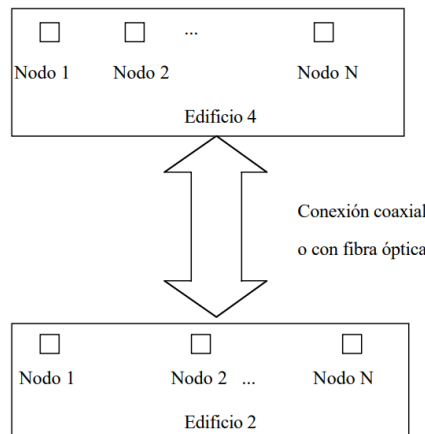 ...
Nodo 1 Nodo 2 Nodo N
Edificio 4
Conexión coaxial
o con fibra óptica
Nodo 1 Nodo 2 ... Nodo N
Edificio 2